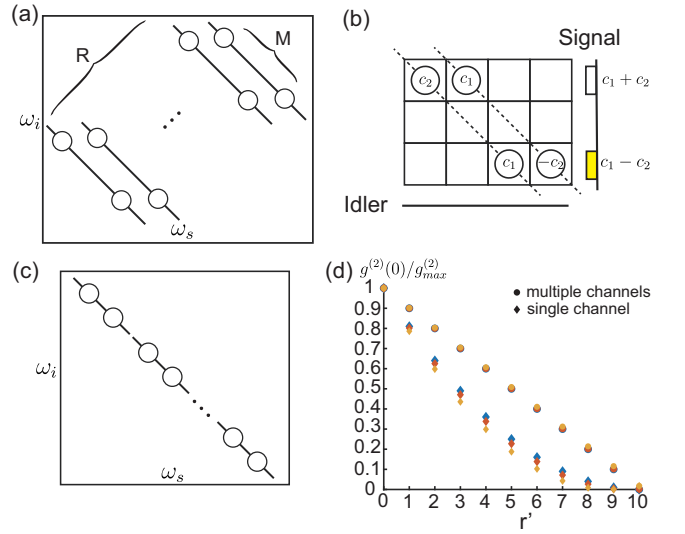 (a)
R
M
ω_i
ω_s
(b)
Signal
c_2
c_1
c_1 + c_2
c_1
−c_2
c_1 − c_2
Idler
(c)
ω_i
ω_s
(d)
g^{(2)}(0)/g^{(2)}_{max}
multiple channels
single channel
1
0.9
0.8
0.7
0.6
0.5
0.4
0.3
0.2
0.1
0
0 1 2 3 4 5 6 7 8 9 10
r'